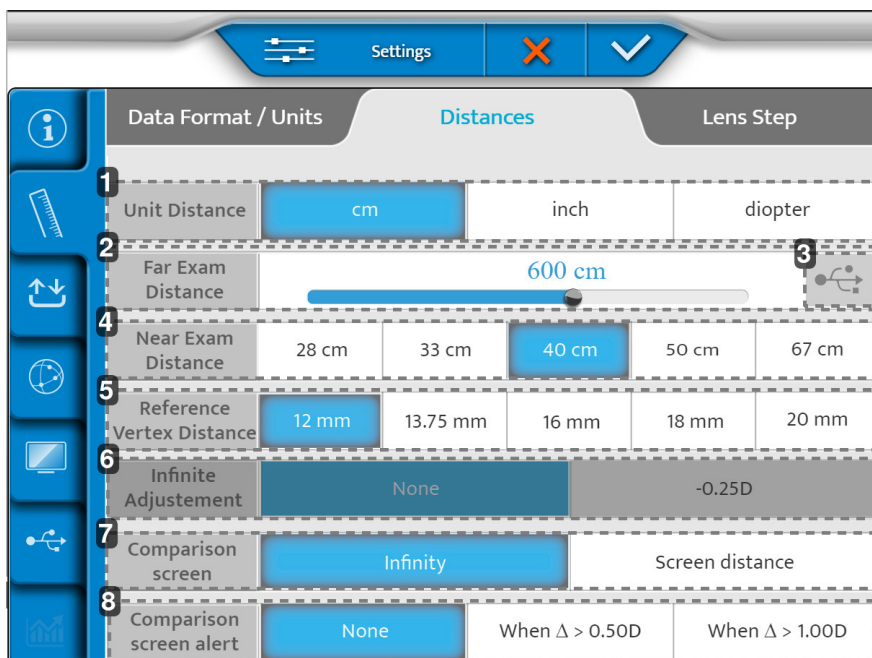 Settings
Data Format / Units
Distances
Lens Step
1
Unit Distance
cm
inch
diopter
2
Far Exam
Distance
600 cm
3
4
Near Exam
Distance
28 cm
33 cm
40 cm
50 cm
67 cm
5
Reference
Vertex Distance
12 mm
13.75 mm
16 mm
18 mm
20 mm
6
Infinite
Adjustement
None
-0.25D
7
Comparison
screen
Infinity
Screen distance
8
Comparison
screen alert
None
When Δ > 0.50D
When Δ > 1.00D